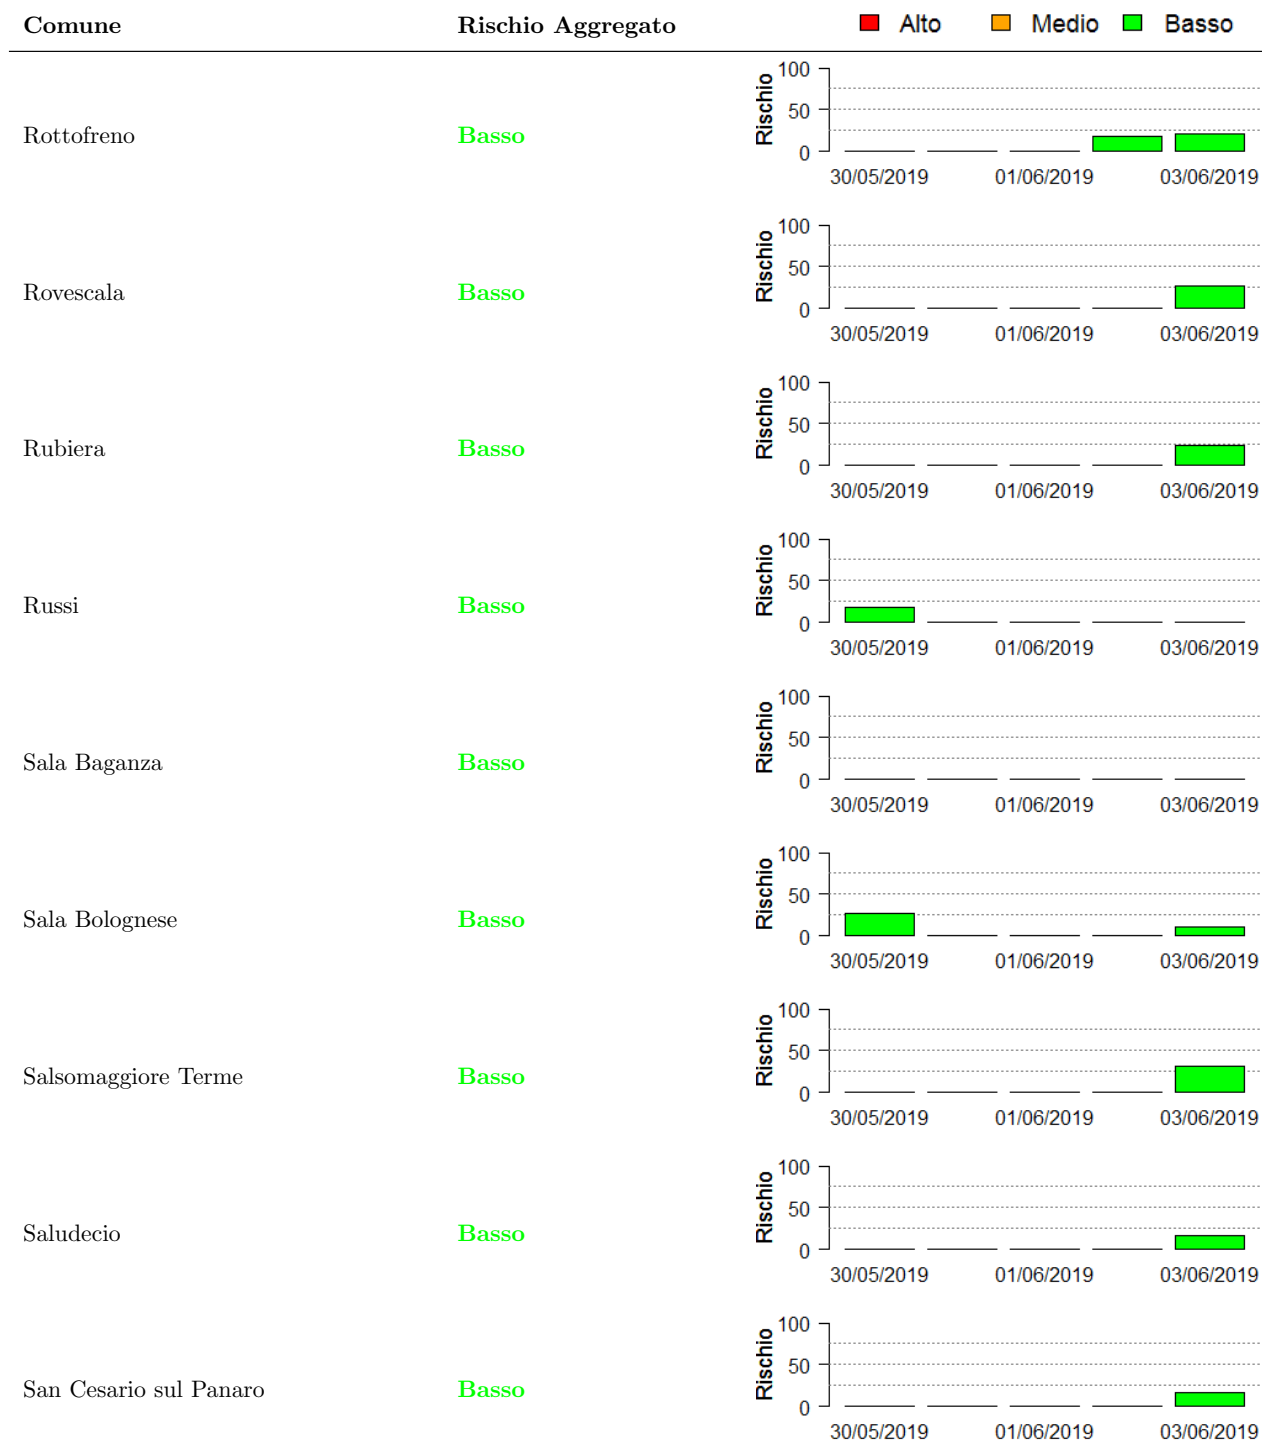 Comune Rischio Aggregato Alto Medio Basso
100
50
0
Rischio
Rottofreno Basso
30/05/2019 01/06/2019 03/06/2019
100
50
0
Rischio
Rovescala Basso
30/05/2019 01/06/2019 03/06/2019
100
50
0
Rischio
Rubiera Basso
30/05/2019 01/06/2019 03/06/2019
100
50
0
Rischio
Russi Basso
30/05/2019 01/06/2019 03/06/2019
100
50
0
Rischio
Sala Baganza Basso
30/05/2019 01/06/2019 03/06/2019
100
50
0
Rischio
Sala Bolognese Basso
30/05/2019 01/06/2019 03/06/2019
100
50
0
Rischio
Salsomaggiore Terme Basso
30/05/2019 01/06/2019 03/06/2019
100
50
0
Rischio
Saludecio Basso
30/05/2019 01/06/2019 03/06/2019
100
50
0
Rischio
San Cesario sul Panaro Basso
30/05/2019 01/06/2019 03/06/2019